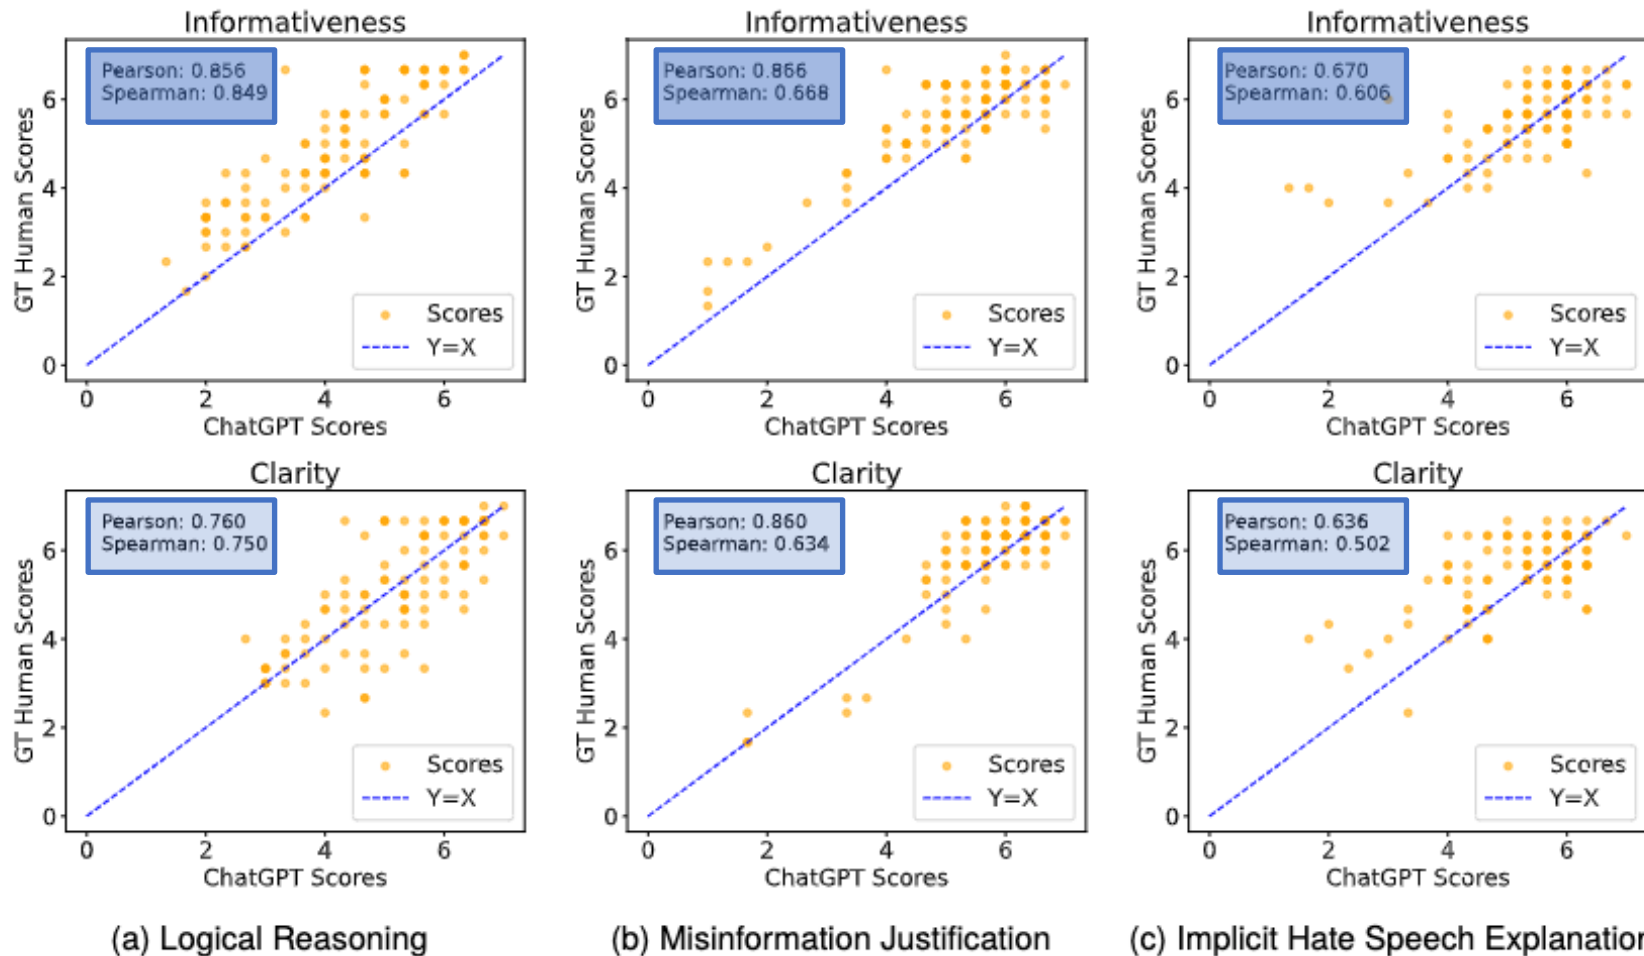 Informativeness
Pearson: 0.856
Spearman: 0.849
GT Human Scores
6
4
2
0
Scores
Y=X
0 2 4 6
ChatGPT Scores
Informativeness
Pearson: 0.866
Spearman: 0.668
GT Human Scores
6
4
2
0
Scores
Y=X
0 2 4 6
ChatGPT Scores
Informativeness
Pearson: 0.670
Spearman: 0.606
GT Human Scores
6
4
2
0
Scores
Y=X
0 2 4 6
ChatGPT Scores
Clarity
Pearson: 0.760
Spearman: 0.750
GT Human Scores
6
4
2
0
Scores
Y=X
0 2 4 6
ChatGPT Scores
Clarity
Pearson: 0.860
Spearman: 0.634
GT Human Scores
6
4
2
0
Scores
Y=X
0 2 4 6
ChatGPT Scores
Clarity
Pearson: 0.636
Spearman: 0.502
GT Human Scores
6
4
2
0
Scores
Y=X
0 2 4 6
ChatGPT Scores
(a) Logical Reasoning
(b) Misinformation Justification
(c) Implicit Hate Speech Explanation